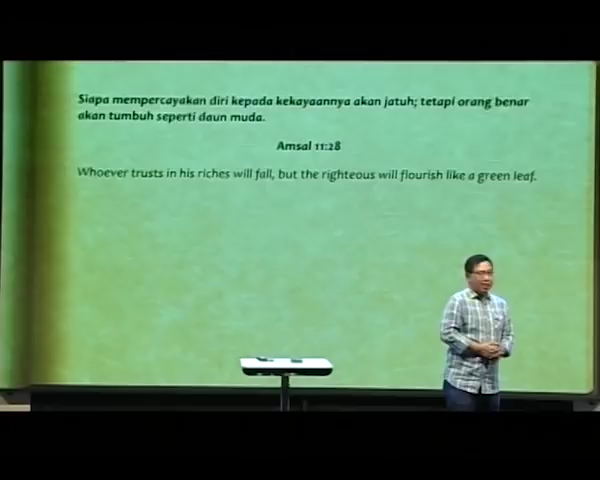 Siapa mempercayakan diri kepada kekayaannya akan jatuh; tetapi orang benar
akan tumbuh seperti daun muda.
Amsal 11:28
Whoever trusts in his riches will fall, but the righteous will flourish like a green leaf.